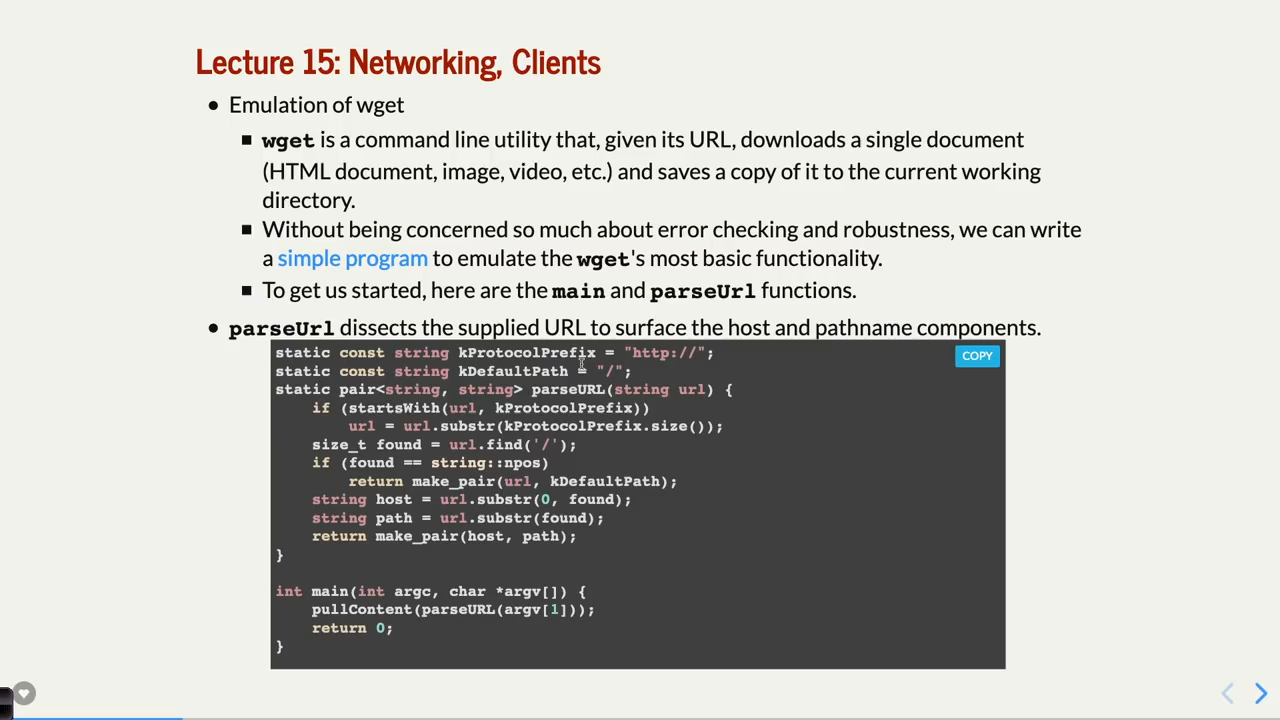 Lecture 15: Networking, Clients
Emulation of wget
wget is a command line utility that, given its URL, downloads a single document
(HTML document, image, video, etc.) and saves a copy of it to the current working
directory.
Without being concerned so much about error checking and robustness, we can write
a simple program to emulate the wget's most basic functionality.
To get us started, here are the main and parseUrl functions.
parseUrl dissects the supplied URL to surface the host and pathname components.
COPY
static const string kProtocolPrefix = "http://";
static const string kDefaultPath = "/";
static pair<string, string> parseURL(string url) {
    if (startsWith(url, kProtocolPrefix))
        url = url.substr(kProtocolPrefix.size());
    size_t found = url.find('/');
    if (found == string::npos)
        return make_pair(url, kDefaultPath);
    string host = url.substr(0, found);
    string path = url.substr(found);
    return make_pair(host, path);
}
int main(int argc, char *argv[]) {
    pullContent(parseURL(argv[1]));
    return 0;
}